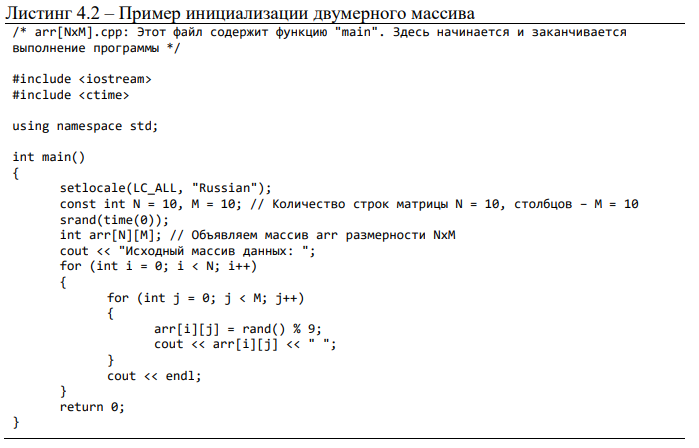 Листинг 4.2 – Пример инициализации двумерного массива
/* arr[NxM].cpp: Этот файл содержит функцию "main". Здесь начинается и заканчивается
выполнение программы */
#include <iostream>
#include <ctime>
using namespace std;
int main()
{
setlocale(LC_ALL, "Russian");
const int N = 10, M = 10; // Количество строк матрицы N = 10, столбцов – M = 10
srand(time(0));
int arr[N][M]; // Объявляем массив arr размерности NxM
cout << "Исходный массив данных: ";
for (int i = 0; i < N; i++)
{
for (int j = 0; j < M; j++)
{
arr[i][j] = rand() % 9;
cout << arr[i][j] << " ";
}
cout << endl;
}
return 0;
}